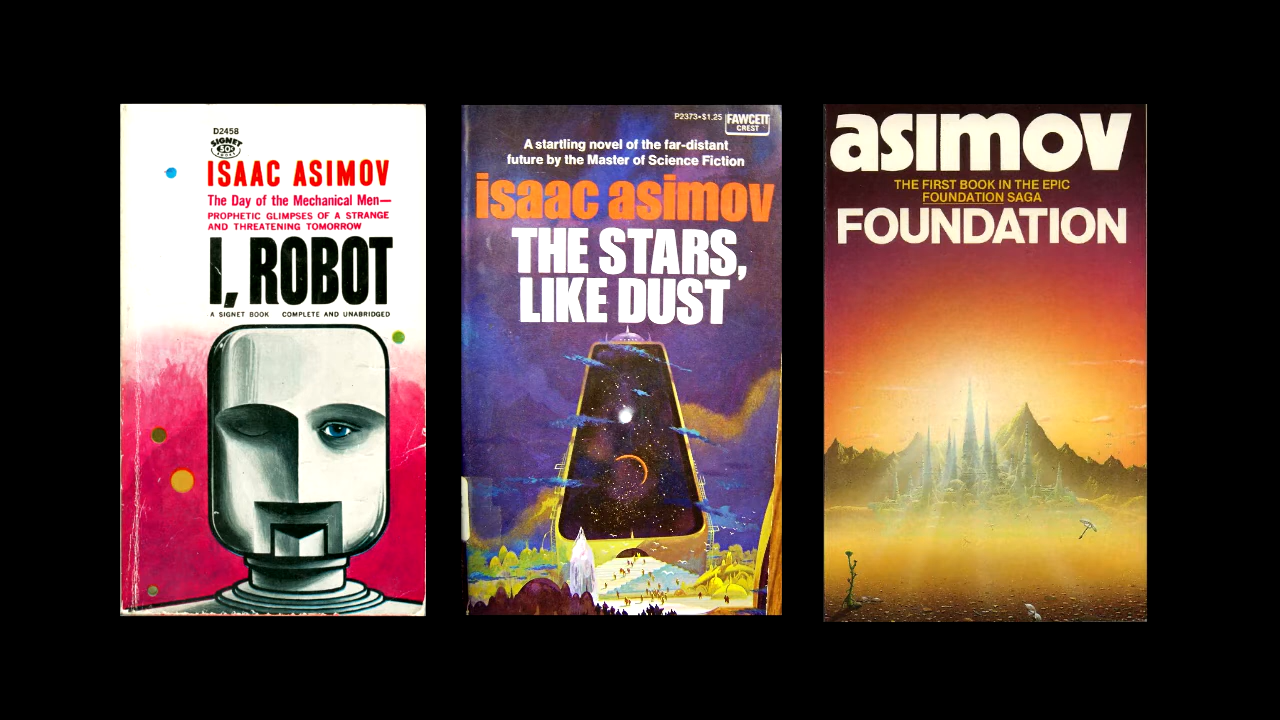 D2458
SIGNET
50¢
BOOKS
ISAAC ASIMOV
The Day of the Mechanical Men—
PROPHETIC GLIMPSES OF A STRANGE
AND THREATENING TOMORROW
I, ROBOT
A SIGNET BOOK COMPLETE AND UNABRIDGED
P2373•$1.25
FAWCETT
CREST
A startling novel of the far-distant
future by the Master of Science Fiction
isaac asimov
THE STARS,
LIKE DUST
asimov
THE FIRST BOOK IN THE EPIC
FOUNDATION SAGA
FOUNDATION